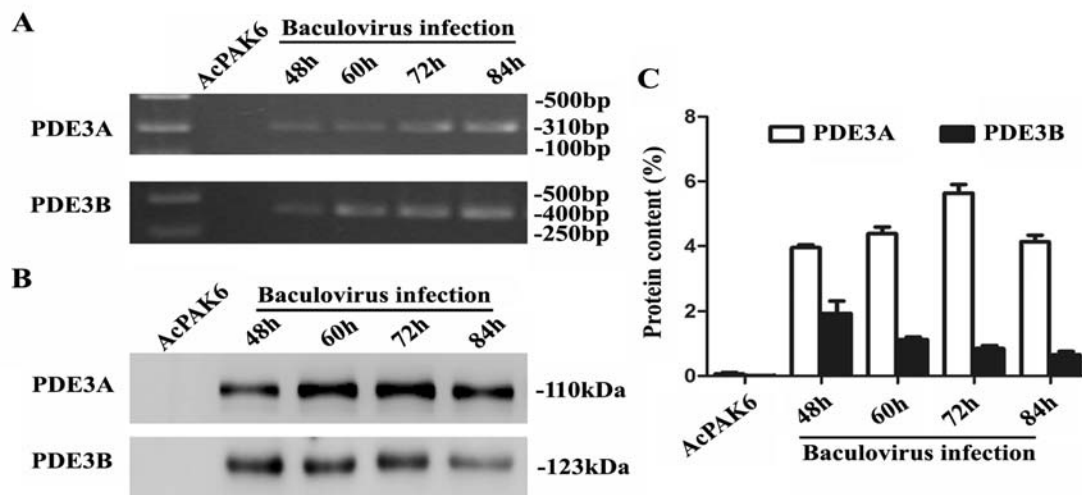 A
AcPAK6
Baculovirus infection
48h 60h 72h 84h
PDE3A
-500bp
-310bp
-100bp
PDE3B
-500bp
-400bp
-250bp
B
AcPAK6
Baculovirus infection
48h 60h 72h 84h
PDE3A
-110kDa
PDE3B
-123kDa
C
PDE3A PDE3B
Protein content (%)
8
6
4
2
0
AcPAK6 48h 60h 72h 84h
Baculovirus infection